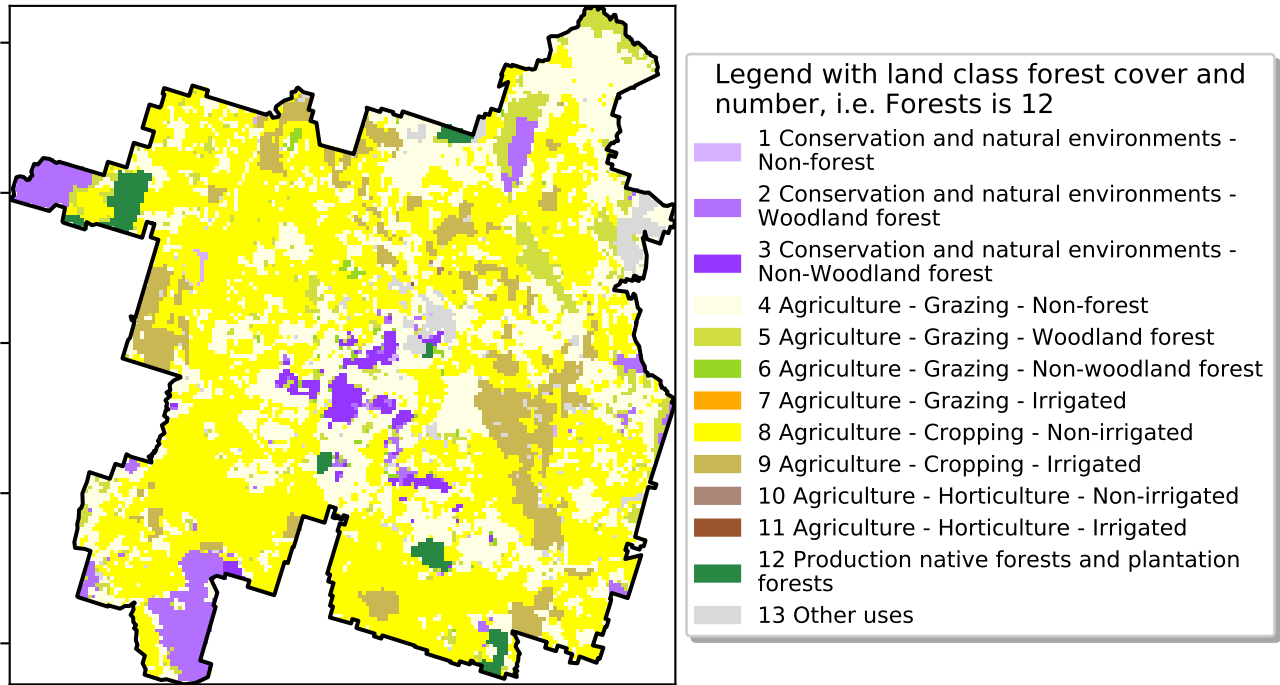 Legend with land class forest cover and
number, i.e. Forests is 12
1 Conservation and natural environments -
Non-forest
2 Conservation and natural environments -
Woodland forest
3 Conservation and natural environments -
Non-Woodland forest
4 Agriculture - Grazing - Non-forest
5 Agriculture - Grazing - Woodland forest
6 Agriculture - Grazing - Non-woodland forest
7 Agriculture - Grazing - Irrigated
8 Agriculture - Cropping - Non-irrigated
9 Agriculture - Cropping - Irrigated
10 Agriculture - Horticulture - Non-irrigated
11 Agriculture - Horticulture - Irrigated
12 Production native forests and plantation
forests
13 Other uses